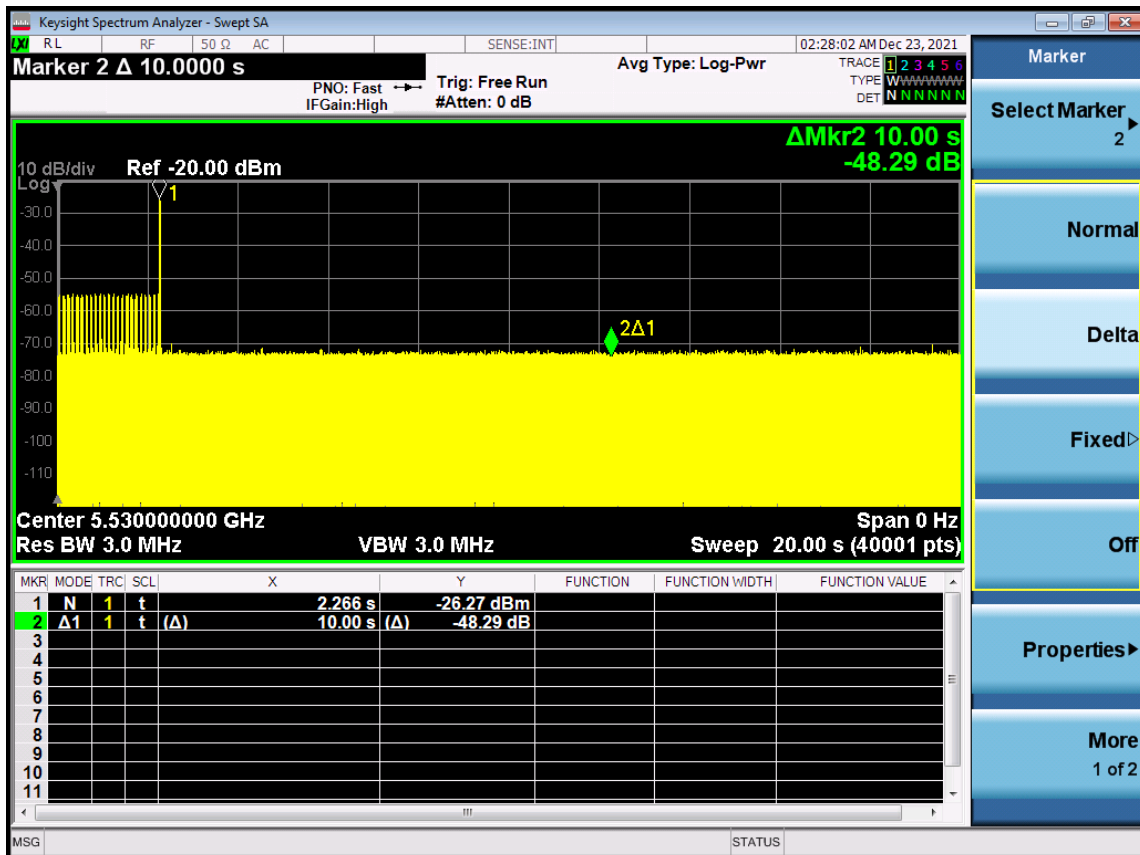 Keysight Spectrum Analyzer - Swept SA
LXI RL RF 50 Ω AC SENSE:INT 02:28:02 AM Dec 23, 2021
Marker 2 Δ 10.0000 s
PNO: Fast
IFGain:High
Trig: Free Run
#Atten: 0 dB
Avg Type: Log-Pwr
TRACE 1 2 3 4 5 6
TYPE WWWWWW
DET N N N N N N
ΔMkr2 10.00 s
-48.29 dB
10 dB/div Ref -20.00 dBm
Log
1
-30.0
-40.0
-50.0
-60.0
2Δ1
-70.0
-80.0
-90.0
-100
-110
Center 5.530000000 GHz Span 0 Hz
Res BW 3.0 MHz VBW 3.0 MHz Sweep 20.00 s (40001 pts)
MKR MODE TRC SCL X Y FUNCTION FUNCTION WIDTH FUNCTION VALUE
1 N 1 t 2.266 s -26.27 dBm
2 Δ1 1 t (Δ) 10.00 s (Δ) -48.29 dB
3
4
5
6
7
8
9
10
11
MSG STATUS
Marker
Select Marker
2
Normal
Delta
Fixed
Off
Properties
More
1 of 2